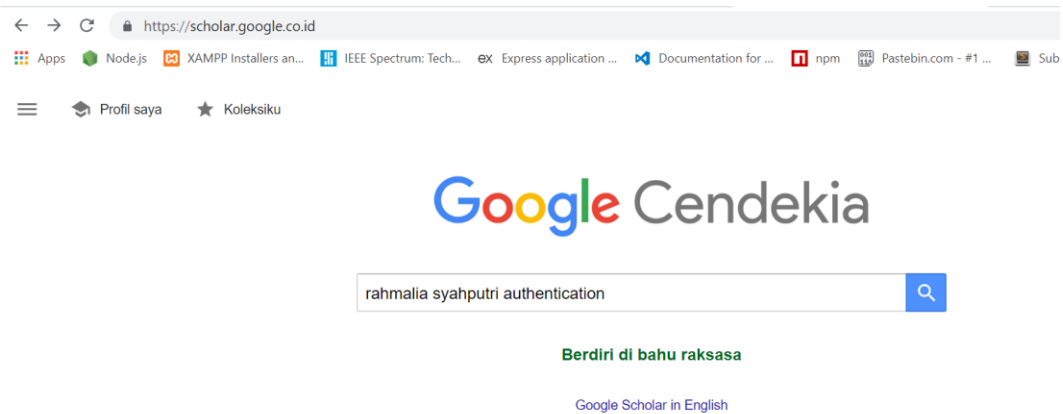 https://scholar.google.co.id
Apps Node.js XAMPP Installers an... IEEE Spectrum: Tech... ex Express application ... Documentation for ... npm Pastebin.com - #1 ... Sub
Profil saya Koleksiku
Google Cendekia
rahmalia syahputri authentication
Berdiri di bahu raksasa
Google Scholar in English